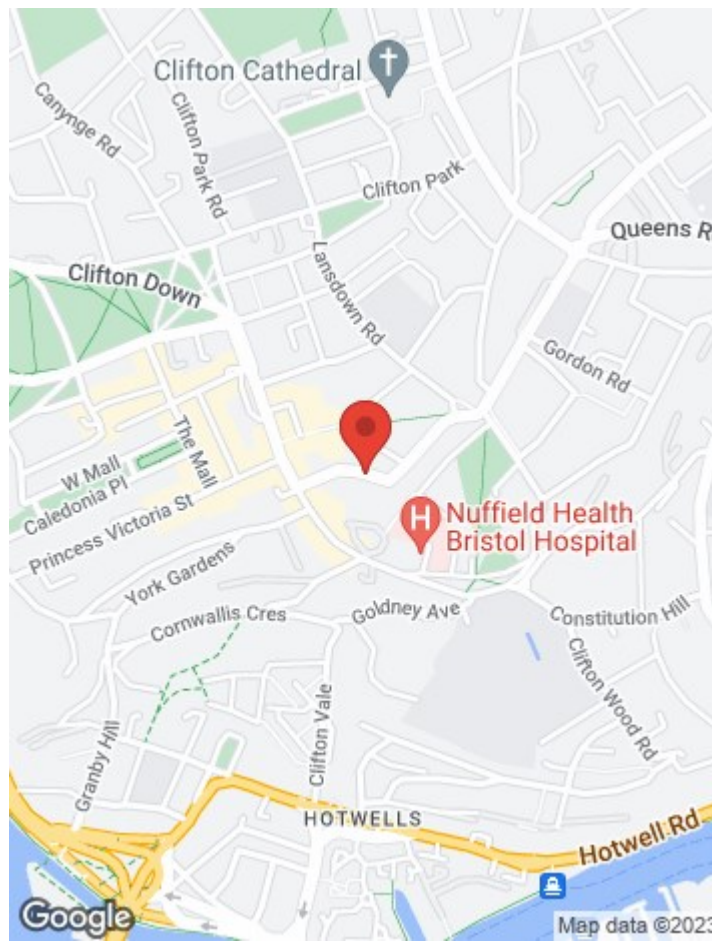 Clifton Cathedral
Canynge Rd
Clifton Park Rd
Clifton Park
Queens R
Clifton Down
Lansdown Rd
Gordon Rd
The Mall
W Mall
Caledonia Pl
Princess Victoria St
H
Nuffield Health
Bristol Hospital
York Gardens
Cornwallis Cres
Goldney Ave
Constitution Hill
Clifton Wood Rd
Clifton Vale
Granby Hill
HOTWELLS
Hotwell Rd
Google
Map data ©2023